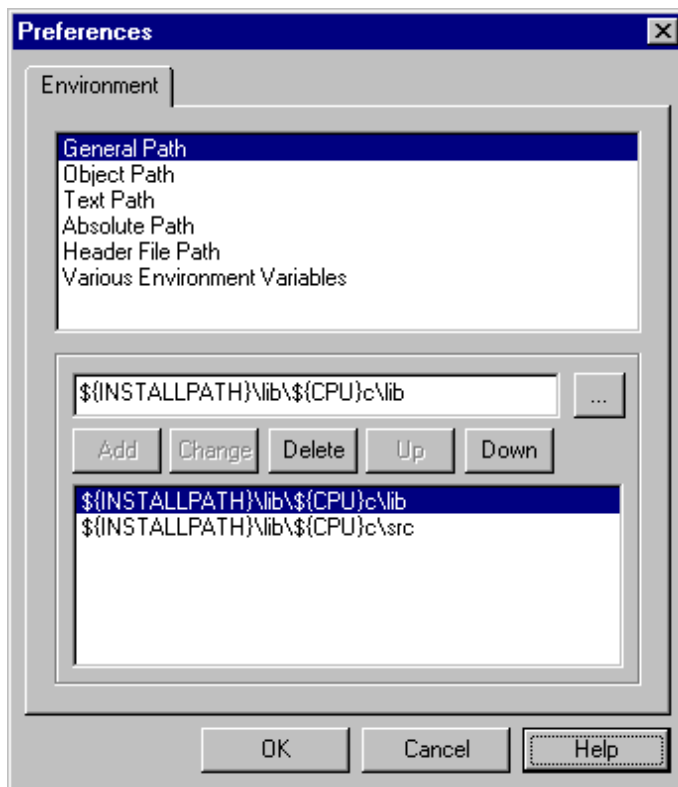 Preferences
Environment
General Path
Object Path
Text Path
Absolute Path
Header File Path
Various Environment Variables
${INSTALLPATH}\lib\${CPU}c\lib
...
Add Change Delete Up Down
${INSTALLPATH}\lib\${CPU}c\lib
${INSTALLPATH}\lib\${CPU}c\src
OK Cancel Help